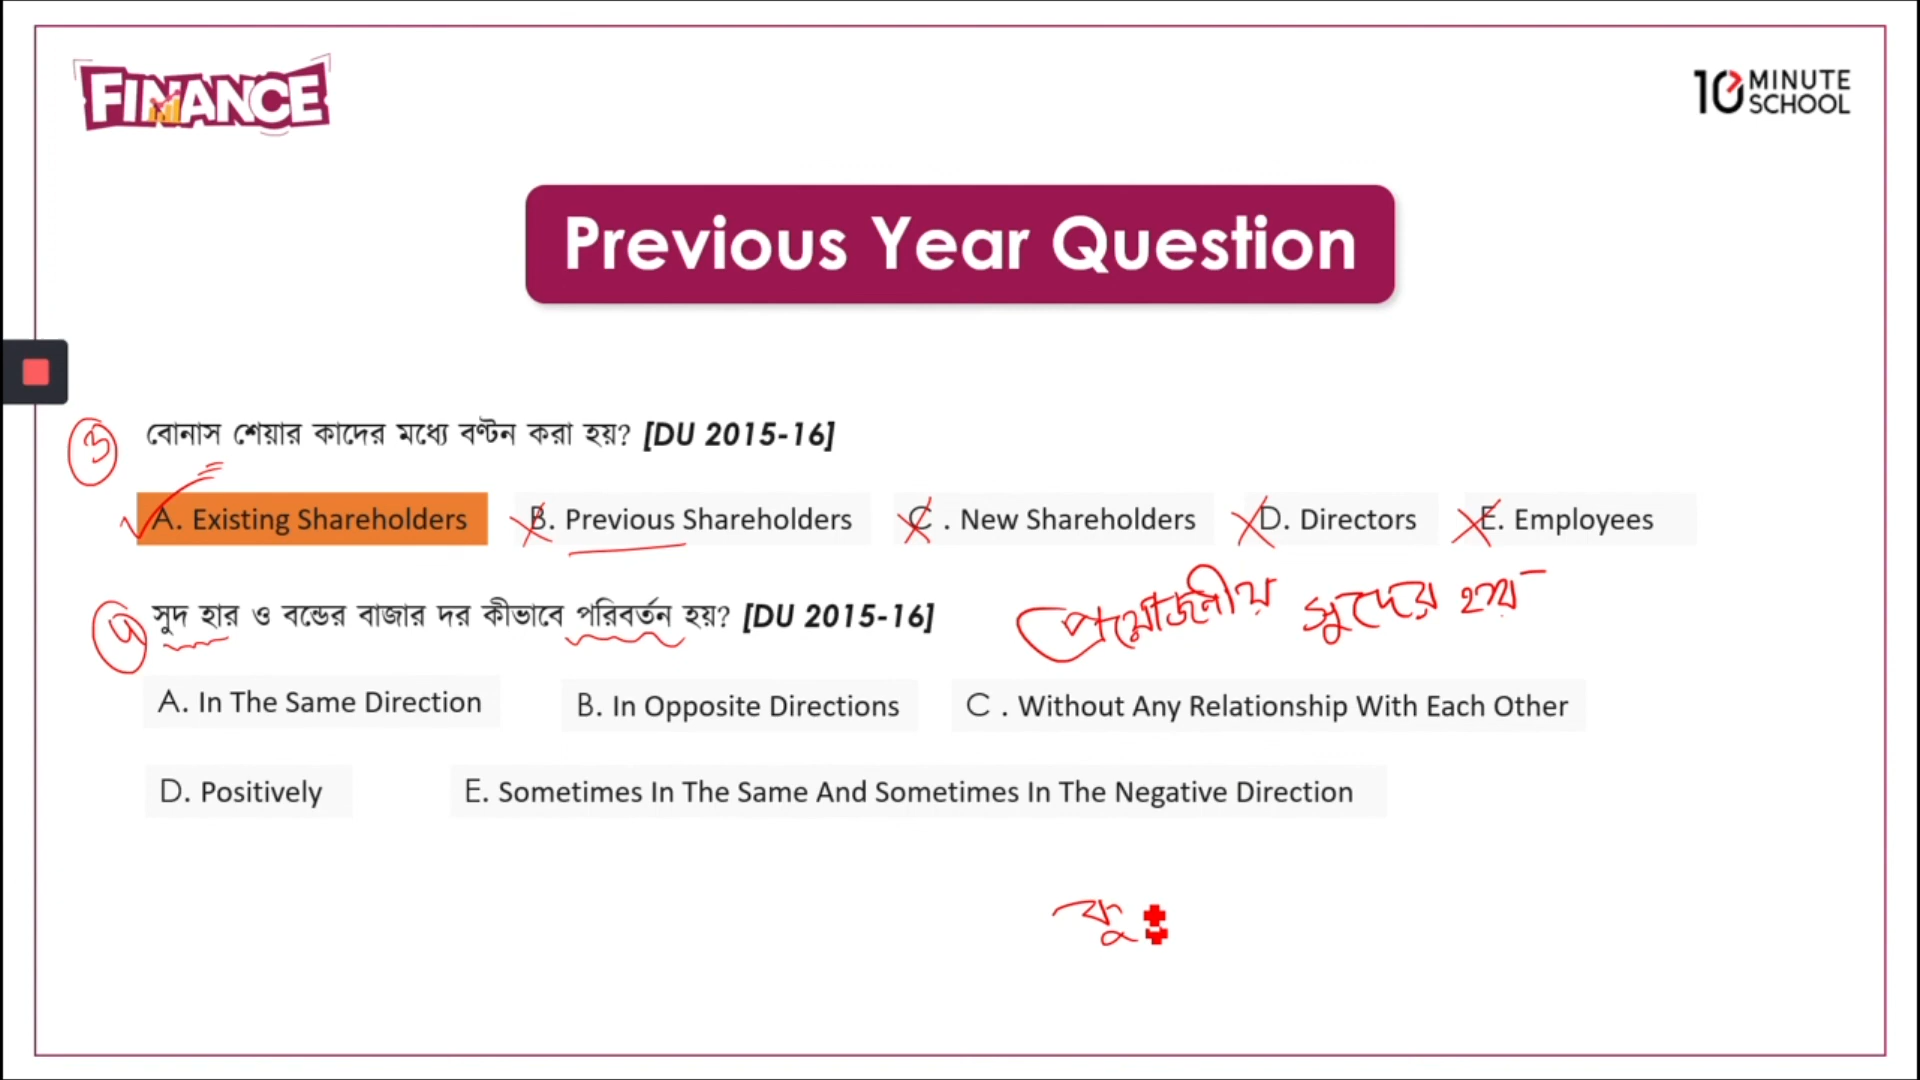 FINANCE
10 MINUTE SCHOOL
Previous Year Question
৩ বোনাস শেয়ার কাদের মধ্যে বণ্টন করা হয়? [DU 2015-16]
A. Existing Shareholders B. Previous Shareholders C . New Shareholders D. Directors E. Employees
সুদ হার ও বন্ডের বাজার দর কীভাবে পরিবর্তন হয়? [DU 2015-16] প্রয়োজনীয় সুদের হার
A. In The Same Direction B. In Opposite Directions C . Without Any Relationship With Each Other
D. Positively E. Sometimes In The Same And Sometimes In The Negative Direction